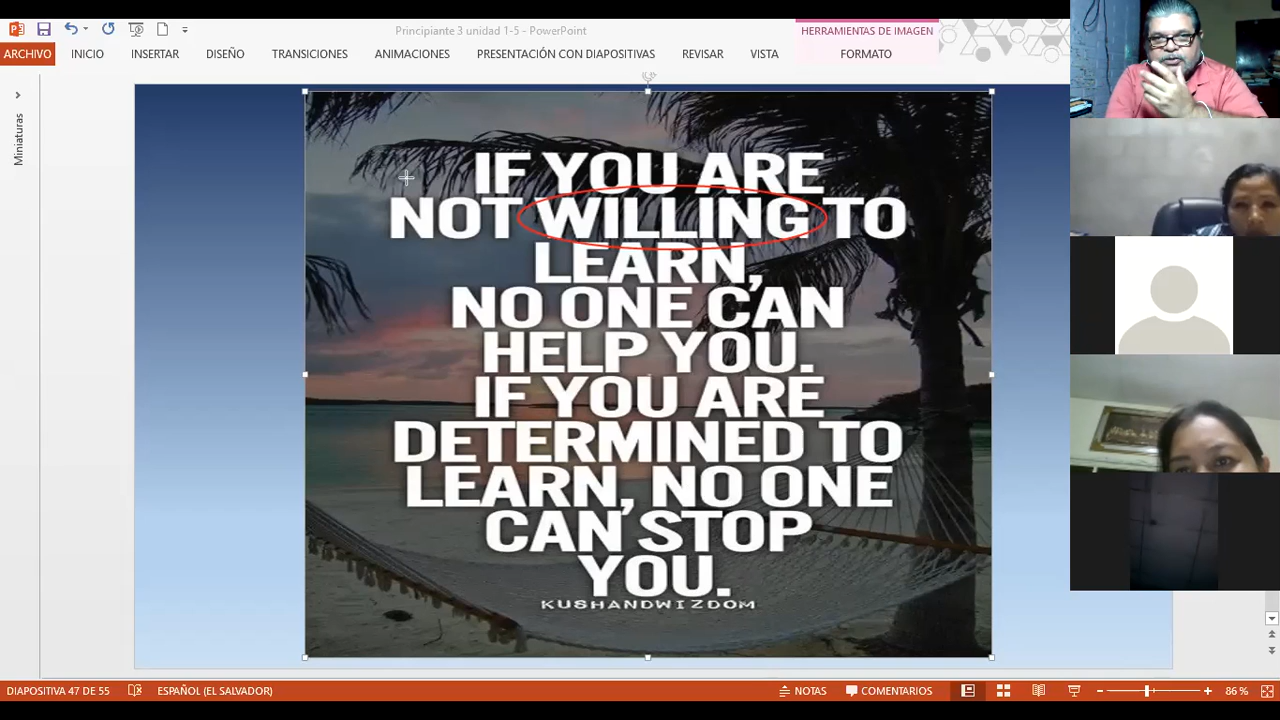 Principiante 3 unidad 1-5 - PowerPoint
HERRAMIENTAS DE IMAGEN
ARCHIVO INICIO INSERTAR DISEÑO TRANSICIONES ANIMACIONES PRESENTACIÓN CON DIAPOSITIVAS REVISAR VISTA FORMATO
Miniaturas
IF YOU ARE
NOT WILLING TO
LEARN,
NO ONE CAN
HELP YOU.
IF YOU ARE
DETERMINED TO
LEARN, NO ONE
CAN STOP
YOU.
KUSHANDWIZDOM
DIAPOSITIVA 47 DE 55 ESPAÑOL (EL SALVADOR) NOTAS COMENTARIOS 86 %